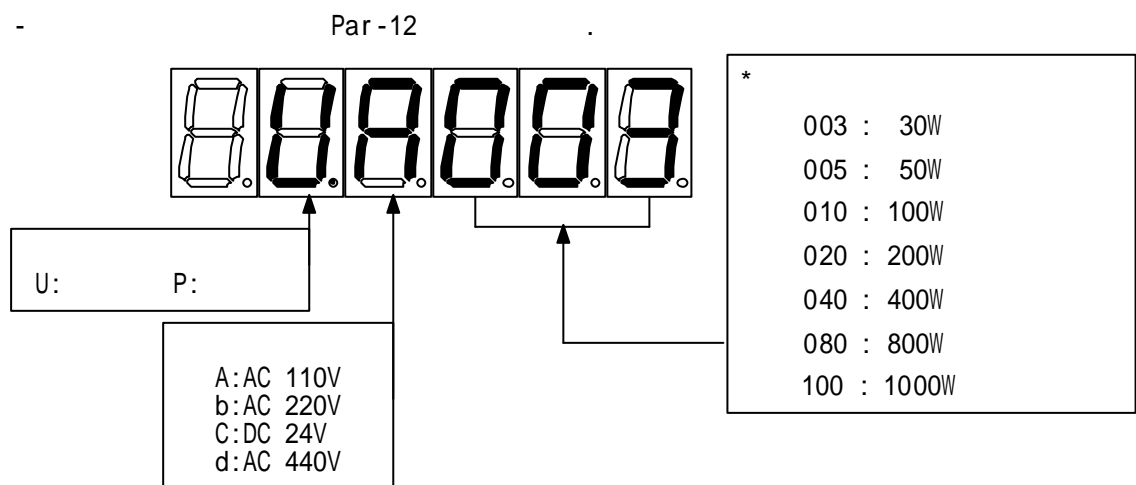 - Par-12 .
U.A003
*
003 : 30W
005 : 50W
010 : 100W
020 : 200W
040 : 400W
080 : 800W
100 : 1000W
U: P:
A:AC 110V
b:AC 220V
C:DC 24V
d:AC 440V